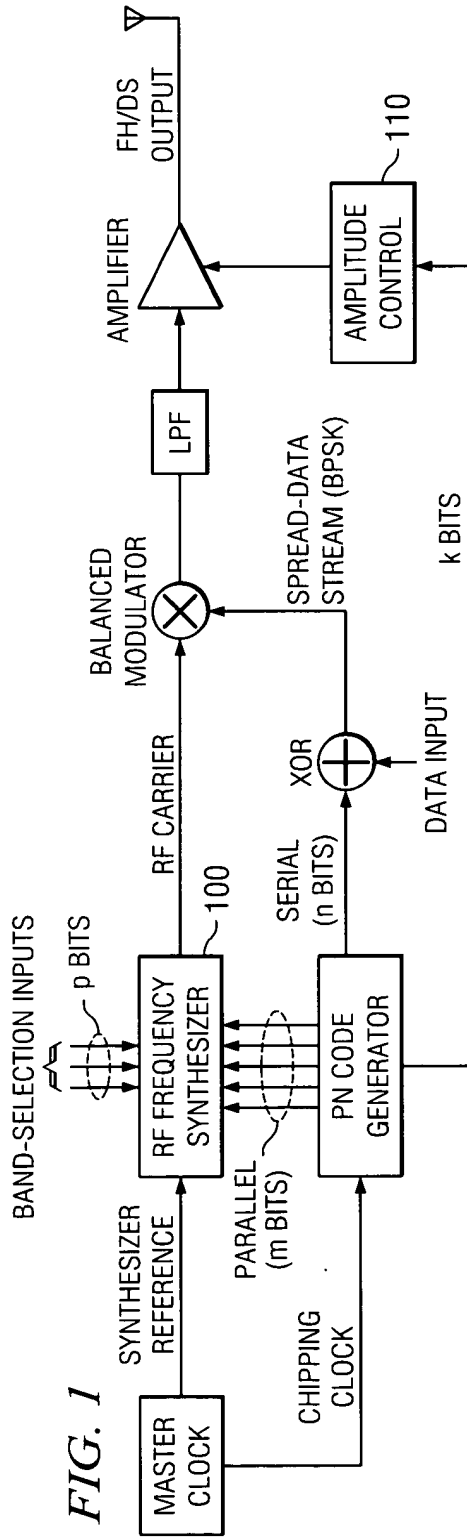 FIG. 1
MASTER
CLOCK
SYNTHESIZER
REFERENCE
CHIPPING
CLOCK
BAND-SELECTION INPUTS
p BITS
RF FREQUENCY
SYNTHESIZER
100
PARALLEL
(m BITS)
PN CODE
GENERATOR
RF CARRIER
SERIAL
(n BITS)
XOR
DATA INPUT
BALANCED
MODULATOR
SPREAD-DATA
STREAM (BPSK)
k BITS
LPF
AMPLIFIER
FH/DS
OUTPUT
AMPLITUDE
CONTROL
110